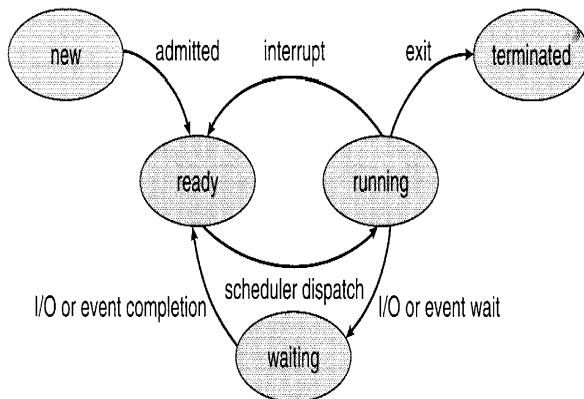 new
admitted
interrupt
exit
terminated
ready
running
scheduler dispatch
I/O or event completion
I/O or event wait
waiting